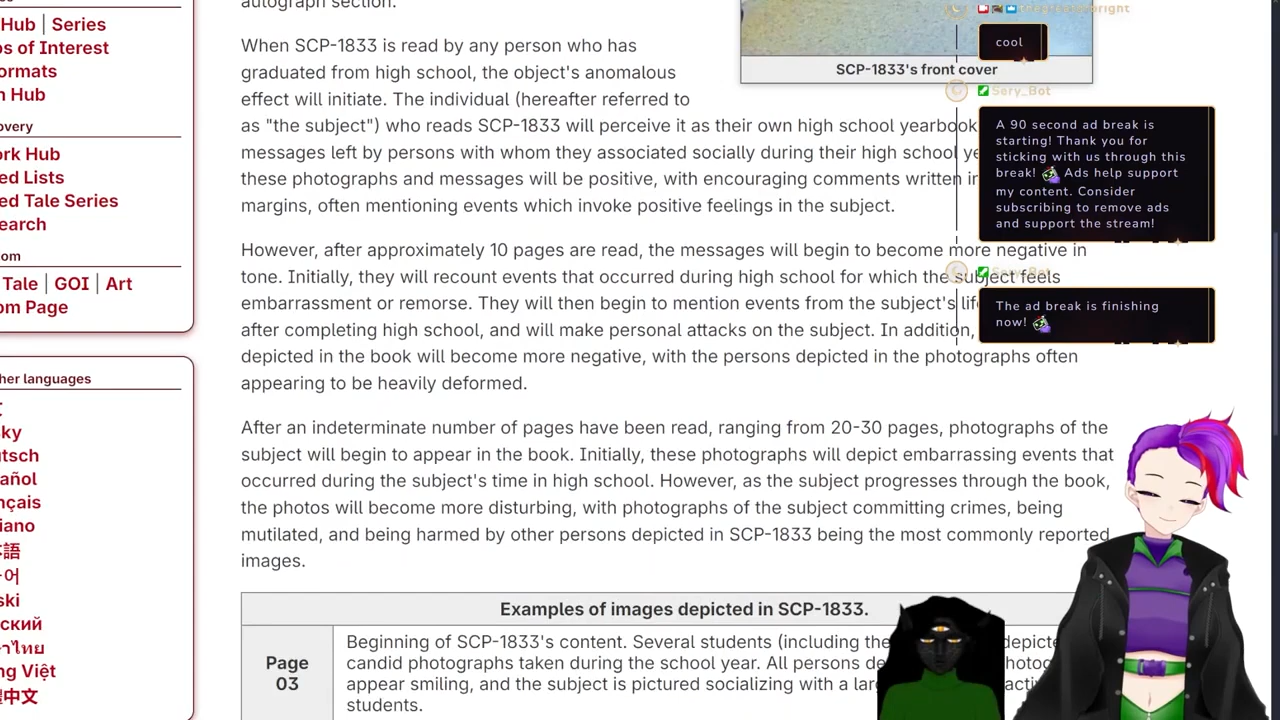 Hub | Series
os of Interest
ormats
n Hub
overy
ork Hub
ed Lists
ed Tale Series
earch
om
Tale | GOI | Art
om Page
her languages
ky
utsch
añol
nçais
iano
本語
어
ski
ский
าไทย
ng Việt
體中文
autograph section.
When SCP-1833 is read by any person who has
graduated from high school, the object's anomalous
effect will initiate. The individual (hereafter referred to
as "the subject") who reads SCP-1833 will perceive it as their own high school yearbook
messages left by persons with whom they associated socially during their high school ye
these photographs and messages will be positive, with encouraging comments written in
margins, often mentioning events which invoke positive feelings in the subject.
However, after approximately 10 pages are read, the messages will begin to become more negative in
tone. Initially, they will recount events that occurred during high school for which the subject feels
embarrassment or remorse. They will then begin to mention events from the subject's life
after completing high school, and will make personal attacks on the subject. In addition,
depicted in the book will become more negative, with the persons depicted in the photographs often
appearing to be heavily deformed.
After an indeterminate number of pages have been read, ranging from 20-30 pages, photographs of the
subject will begin to appear in the book. Initially, these photographs will depict embarrassing events that
occurred during the subject's time in high school. However, as the subject progresses through the book,
the photos will become more disturbing, with photographs of the subject committing crimes, being
mutilated, and being harmed by other persons depicted in SCP-1833 being the most commonly reported
images.
Examples of images depicted in SCP-1833.
Page
03
Beginning of SCP-1833's content. Several students (including the depicte
candid photographs taken during the school year. All persons de hotog
appear smiling, and the subject is pictured socializing with a larg acti
students.
SCP-1833's front cover
cool
Sery_Bot
A 90 second ad break is
starting! Thank you for
sticking with us through this
break! Ads help support
my content. Consider
subscribing to remove ads
and support the stream!
Sery_Bot
The ad break is finishing
now!